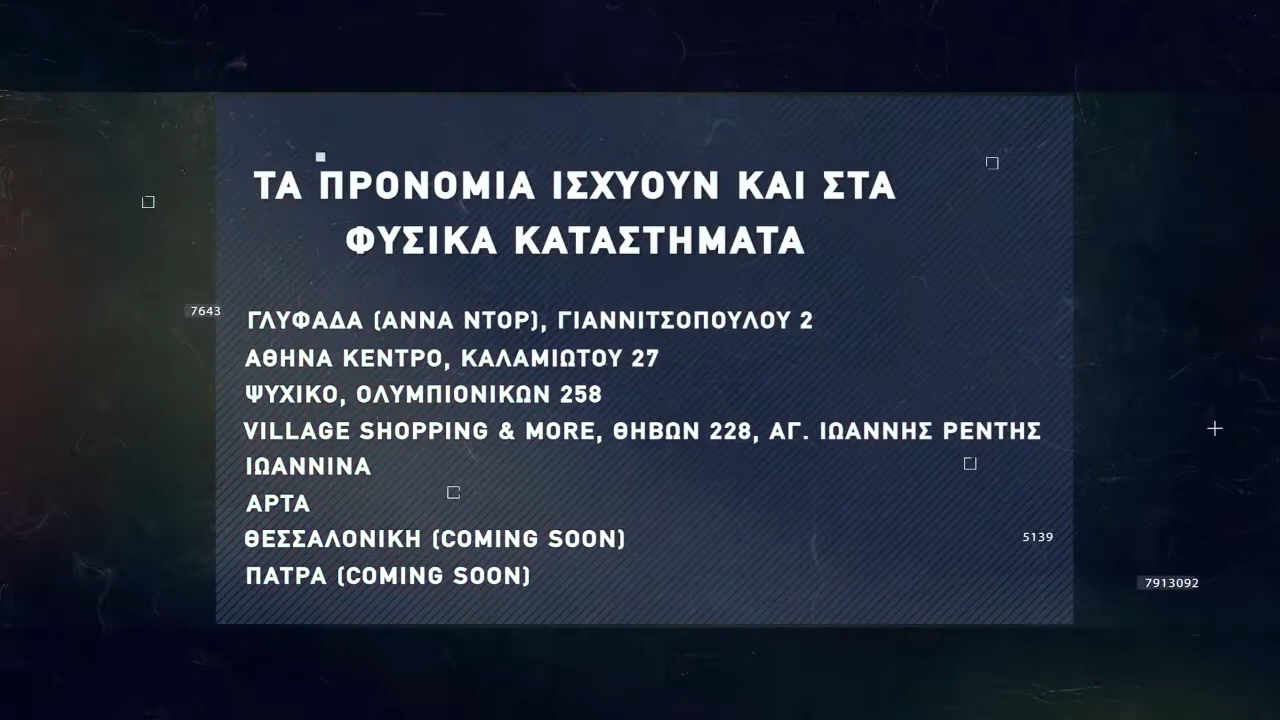 ΤΑ ΠΡΟΝΟΜΙΑ ΙΣΧΥΟΥΝ ΚΑΙ ΣΤΑ
ΦΥΣΙΚΑ ΚΑΤΑΣΤΗΜΑΤΑ
7643
ΓΛΥΦΑΔΑ (ΑΝΝΑ ΝΤΟΡ), ΓΙΑΝΝΙΤΣΟΠΟΥΛΟΥ 2
ΑΘΗΝΑ ΚΕΝΤΡΟ, ΚΑΛΑΜΙΩΤΟΥ 27
ΨΥΧΙΚΟ, ΟΛΥΜΠΙΟΝΙΚΩΝ 258
VILLAGE SHOPPING & MORE, ΘΗΒΩΝ 228, ΑΓ. ΙΩΑΝΝΗΣ ΡΕΝΤΗΣ
ΙΩΑΝΝΙΝΑ
ΑΡΤΑ
ΘΕΣΣΑΛΟΝΙΚΗ (COMING SOON)
5139
ΠΑΤΡΑ (COMING SOON)
7913092